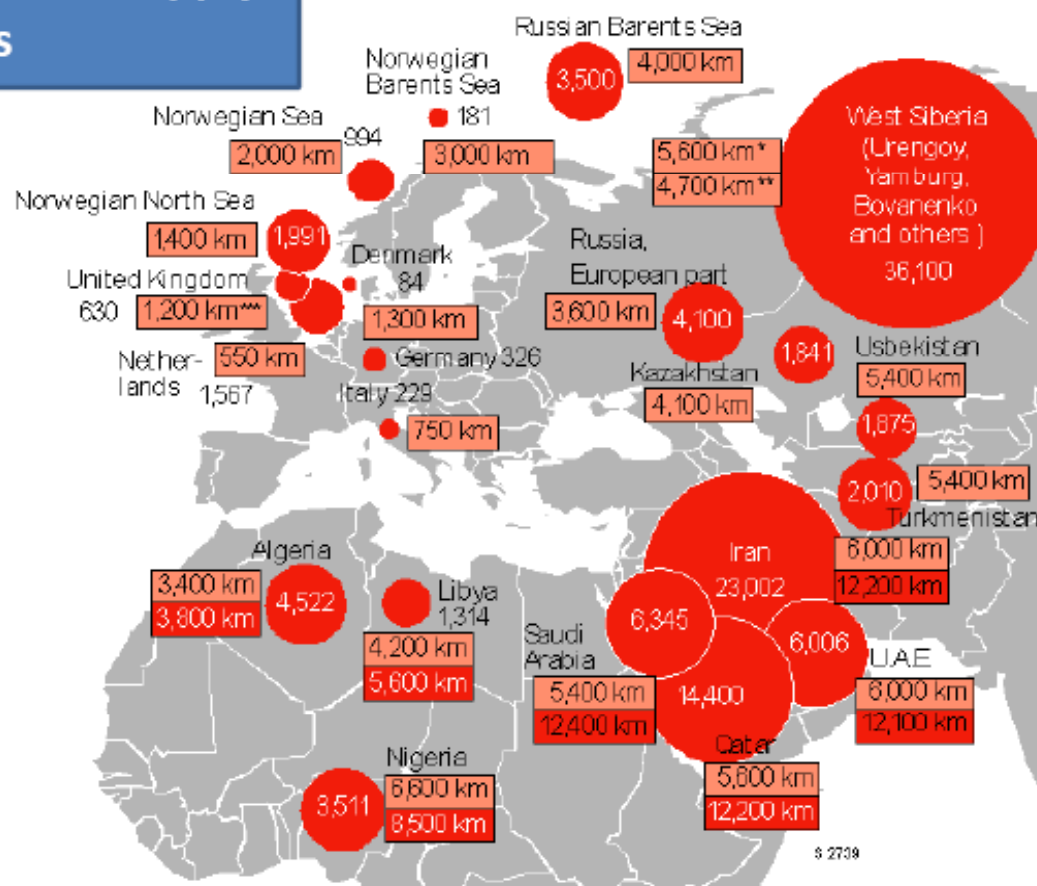 s
Russian Barents Sea
3,500
4,000 km
Norwegian
Barents Sea
181
3,000 km
Norwegian Sea
994
2,000 km
West Siberia
(Urengoy,
Yamburg,
Bovanenko
and others )
36,100
5,600 km*
4,700 km**
Norwegian North Sea
1,400 km
1,991
Denmark
84
1,300 km
Russia,
European part
3,600 km
4,100
United Kingdom
630
1,200 km***
Nether-
lands
1,567
550 km
Germany 326
Italy 229
750 km
Kazakhstan
4,100 km
1,841
Usbekistan
5,400 km
1,875
2,010
5,400 km
Turkmenistan
Algeria
3,400 km
3,800 km
4,522
Libya
1,314
4,200 km
5,600 km
Iran
23,002
6,000 km
12,200 km
6,345
Saudi
Arabia
5,400 km
12,400 km
6,006
U.A.E
6,000 km
12,100 km
14,400
Qatar
5,600 km
12,200 km
Nigeria
3,511
6,600 km
8,500 km
S 2739